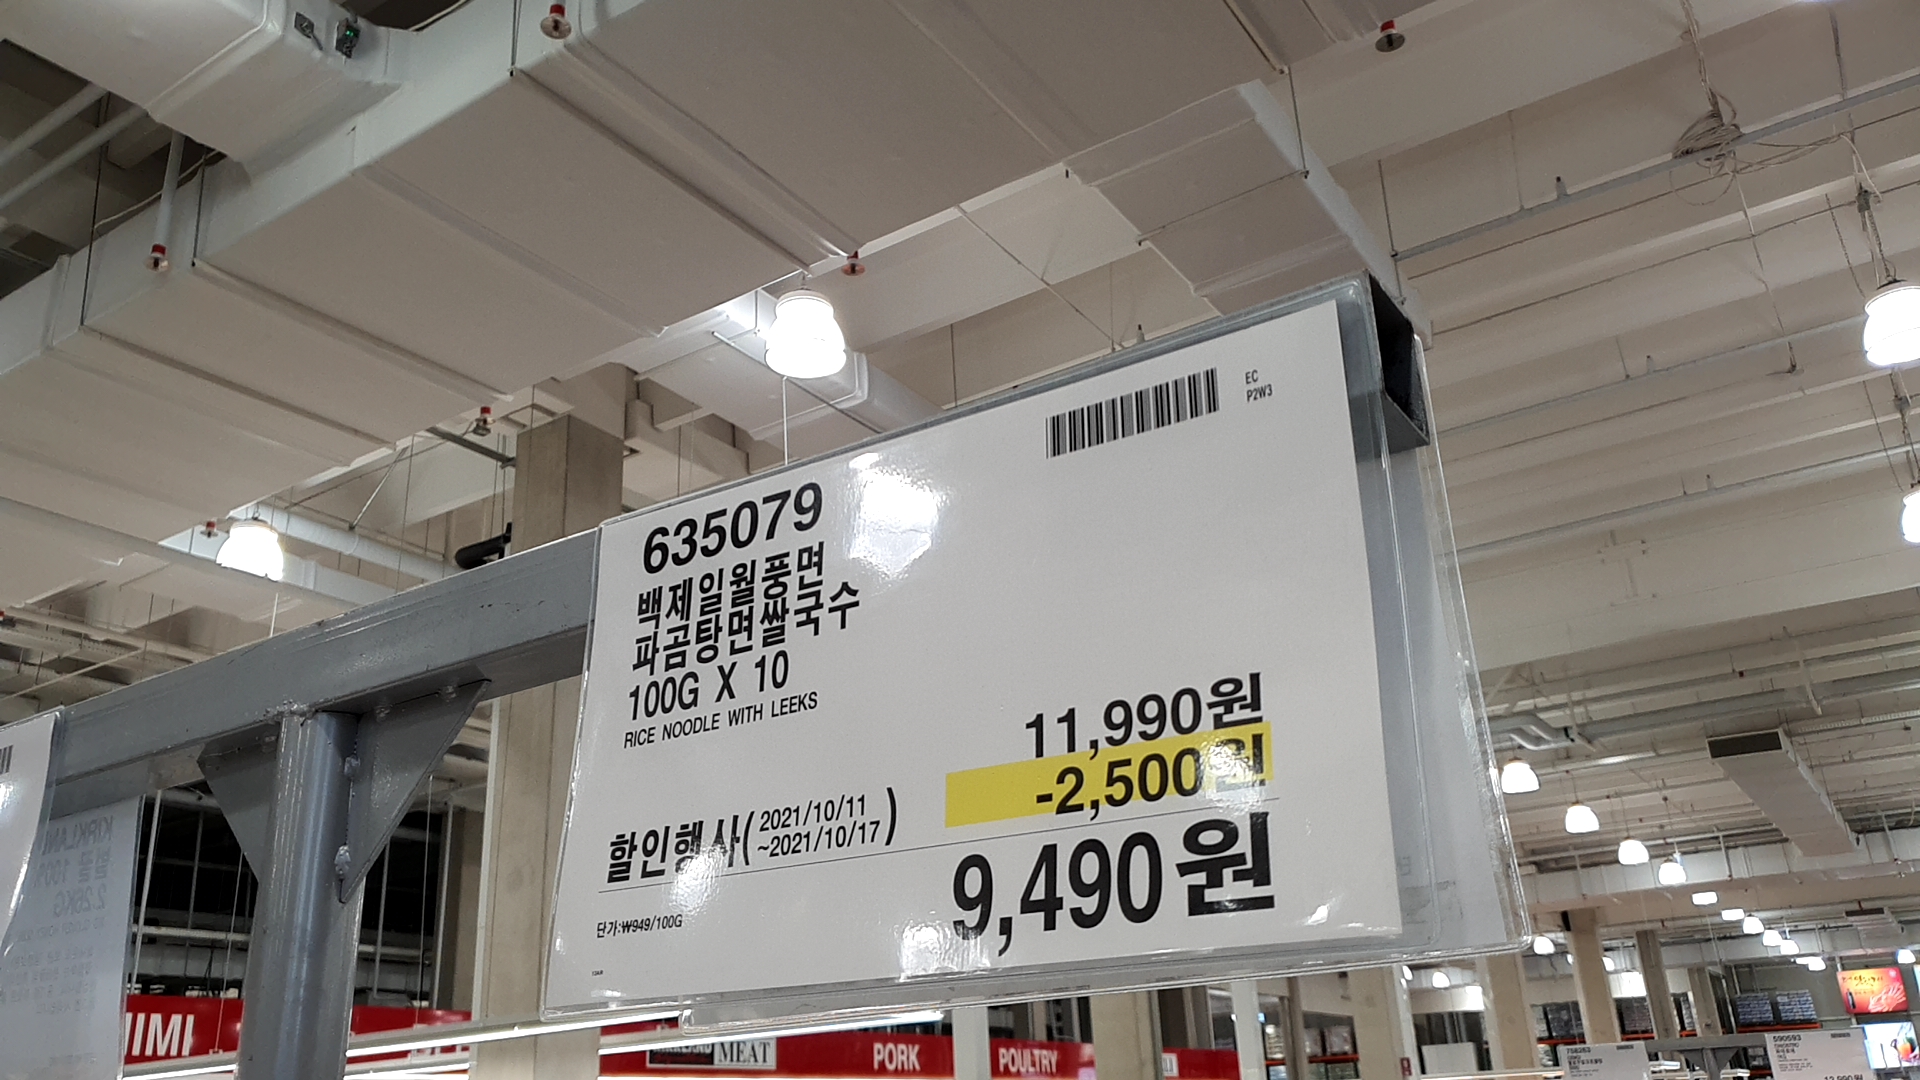 EC
P2W3
635079
백제일월풍면
파곰탕면쌀국수
100G X 10
RICE NOODLE WITH LEEKS
11,990원
-2,500원
할인행사(2021/10/11
~2021/10/17)
9,490원
단가:₩949/100G
MEAT
PORK
POULTRY